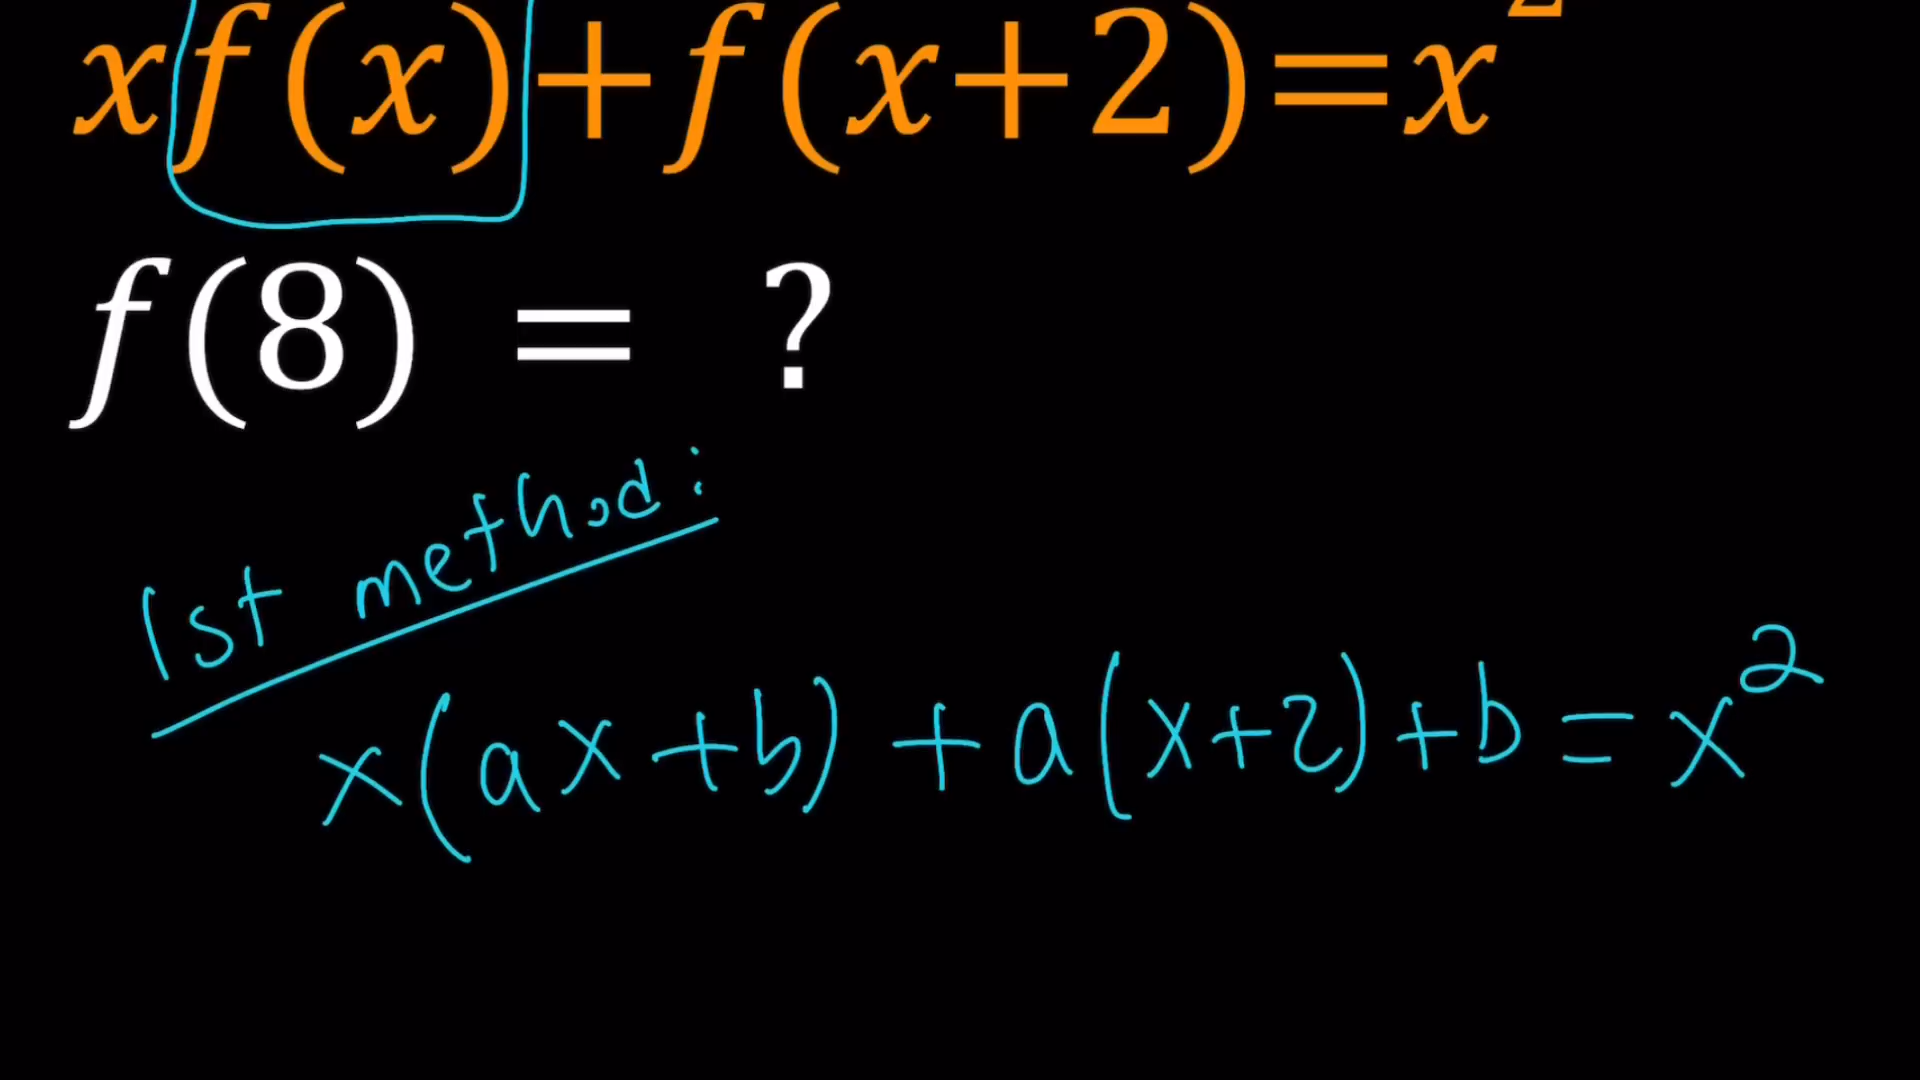 xf(x)+f(x+2)=x²
f(8) = ?
1st method:
x(ax+b) + a(x+2)+b = x²